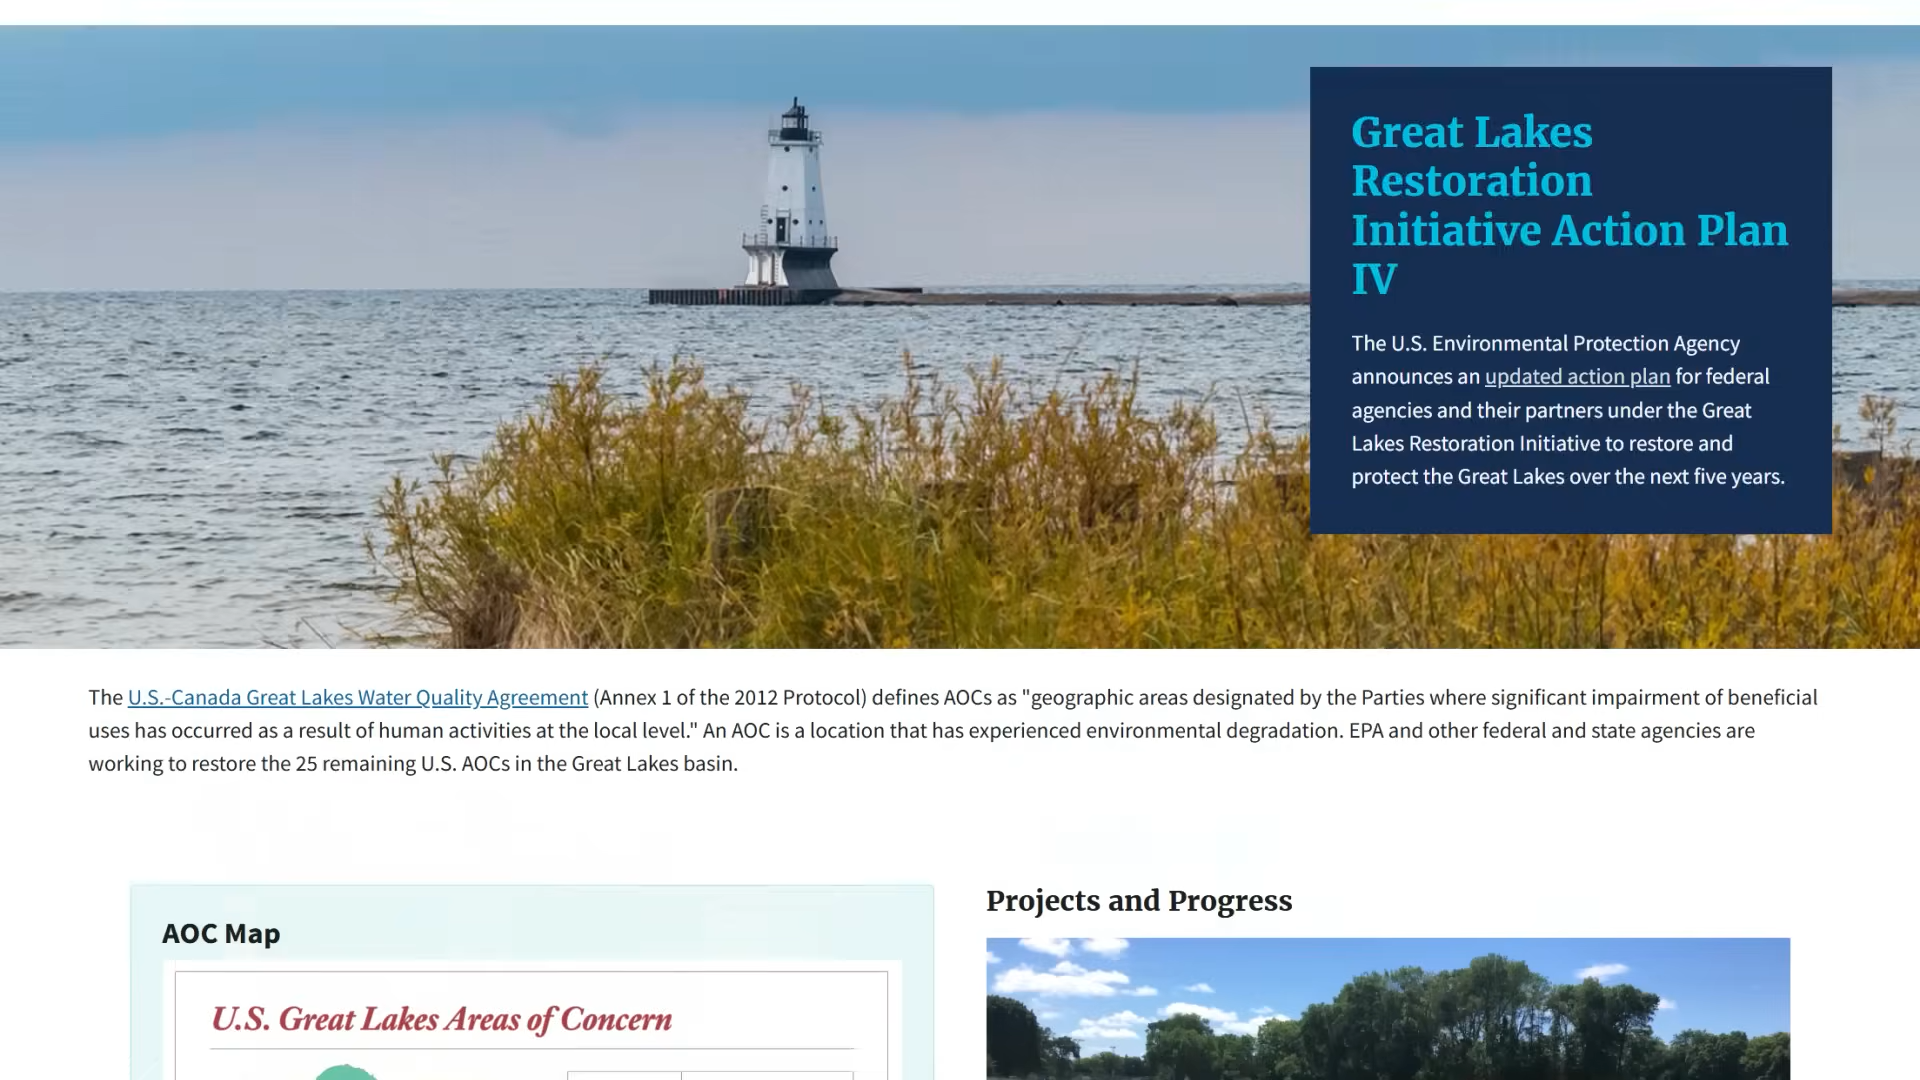 Great Lakes
Restoration
Initiative Action Plan
IV
The U.S. Environmental Protection Agency
announces an updated action plan for federal
agencies and their partners under the Great
Lakes Restoration Initiative to restore and
protect the Great Lakes over the next five years.
The U.S.-Canada Great Lakes Water Quality Agreement (Annex 1 of the 2012 Protocol) defines AOCs as "geographic areas designated by the Parties where significant impairment of beneficial
uses has occurred as a result of human activities at the local level." An AOC is a location that has experienced environmental degradation. EPA and other federal and state agencies are
working to restore the 25 remaining U.S. AOCs in the Great Lakes basin.
AOC Map
U.S. Great Lakes Areas of Concern
Projects and Progress